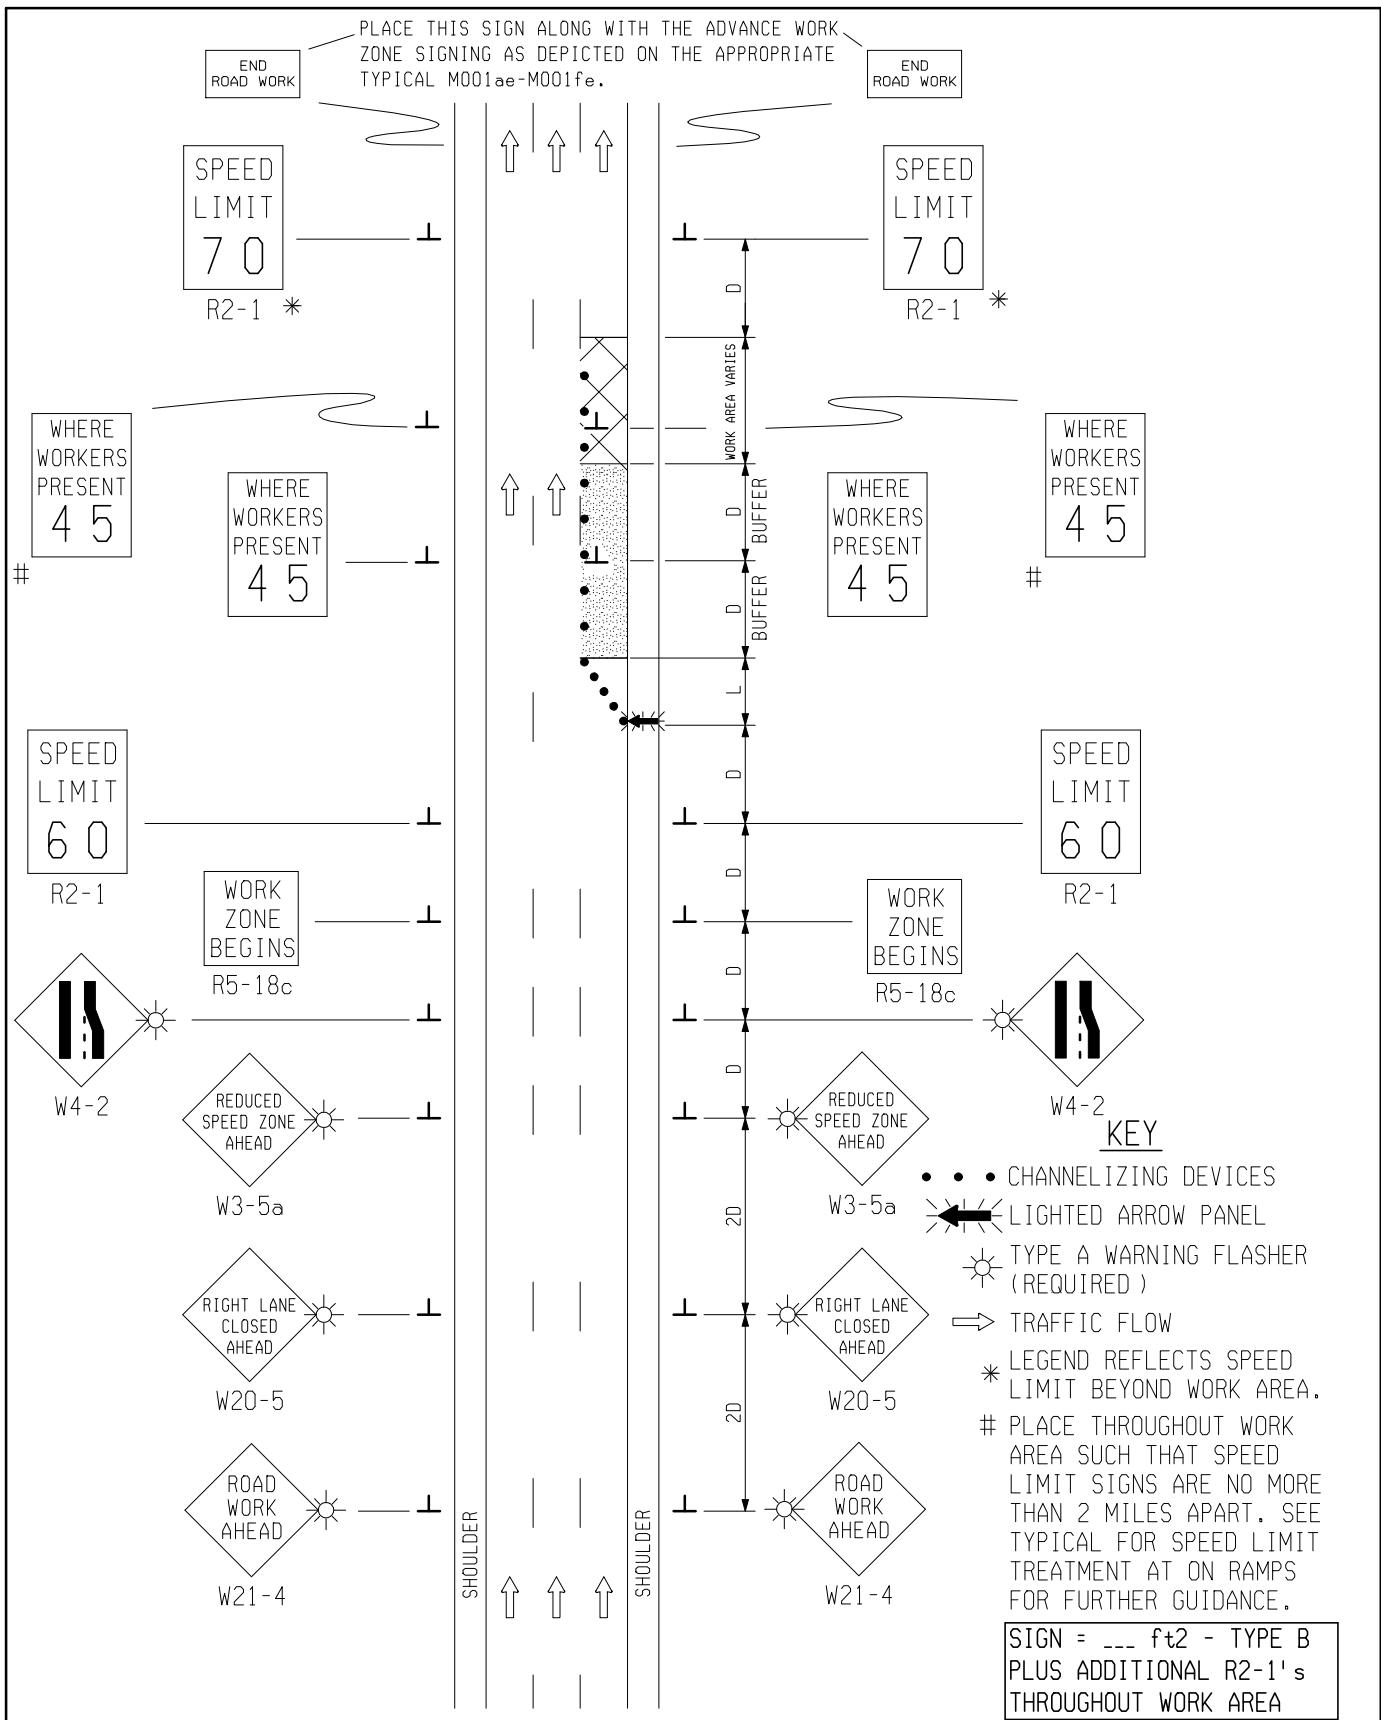 PLACE THIS SIGN ALONG WITH THE ADVANCE WORK
ZONE SIGNING AS DEPICTED ON THE APPROPRIATE
TYPICAL M001ae-M001fe.
END
ROAD WORK
END
ROAD WORK
SPEED
LIMIT
70
R2-1 *
SPEED
LIMIT
70
R2-1 *
D
WORK AREA VARIES
WHERE
WORKERS
PRESENT
45
#
WHERE
WORKERS
PRESENT
45
WHERE
WORKERS
PRESENT
45
WHERE
WORKERS
PRESENT
45
#
D
BUFFER
D
BUFFER
L
D
SPEED
LIMIT
60
R2-1
SPEED
LIMIT
60
R2-1
D
WORK
ZONE
BEGINS
R5-18c
WORK
ZONE
BEGINS
R5-18c
D
W4-2
W4-2
D
REDUCED
SPEED ZONE
AHEAD
W3-5a
REDUCED
SPEED ZONE
AHEAD
W3-5a
2D
RIGHT LANE
CLOSED
AHEAD
W20-5
RIGHT LANE
CLOSED
AHEAD
W20-5
2D
ROAD
WORK
AHEAD
W21-4
ROAD
WORK
AHEAD
W21-4
SHOULDER
SHOULDER
KEY
CHANNELIZING DEVICES
LIGHTED ARROW PANEL
TYPE A WARNING FLASHER
(REQUIRED)
TRAFFIC FLOW
* LEGEND REFLECTS SPEED
LIMIT BEYOND WORK AREA.
# PLACE THROUGHOUT WORK
AREA SUCH THAT SPEED
LIMIT SIGNS ARE NO MORE
THAN 2 MILES APART. SEE
TYPICAL FOR SPEED LIMIT
TREATMENT AT ON RAMPS
FOR FURTHER GUIDANCE.
SIGN = ___ ft2 - TYPE B
PLUS ADDITIONAL R2-1's
THROUGHOUT WORK AREA